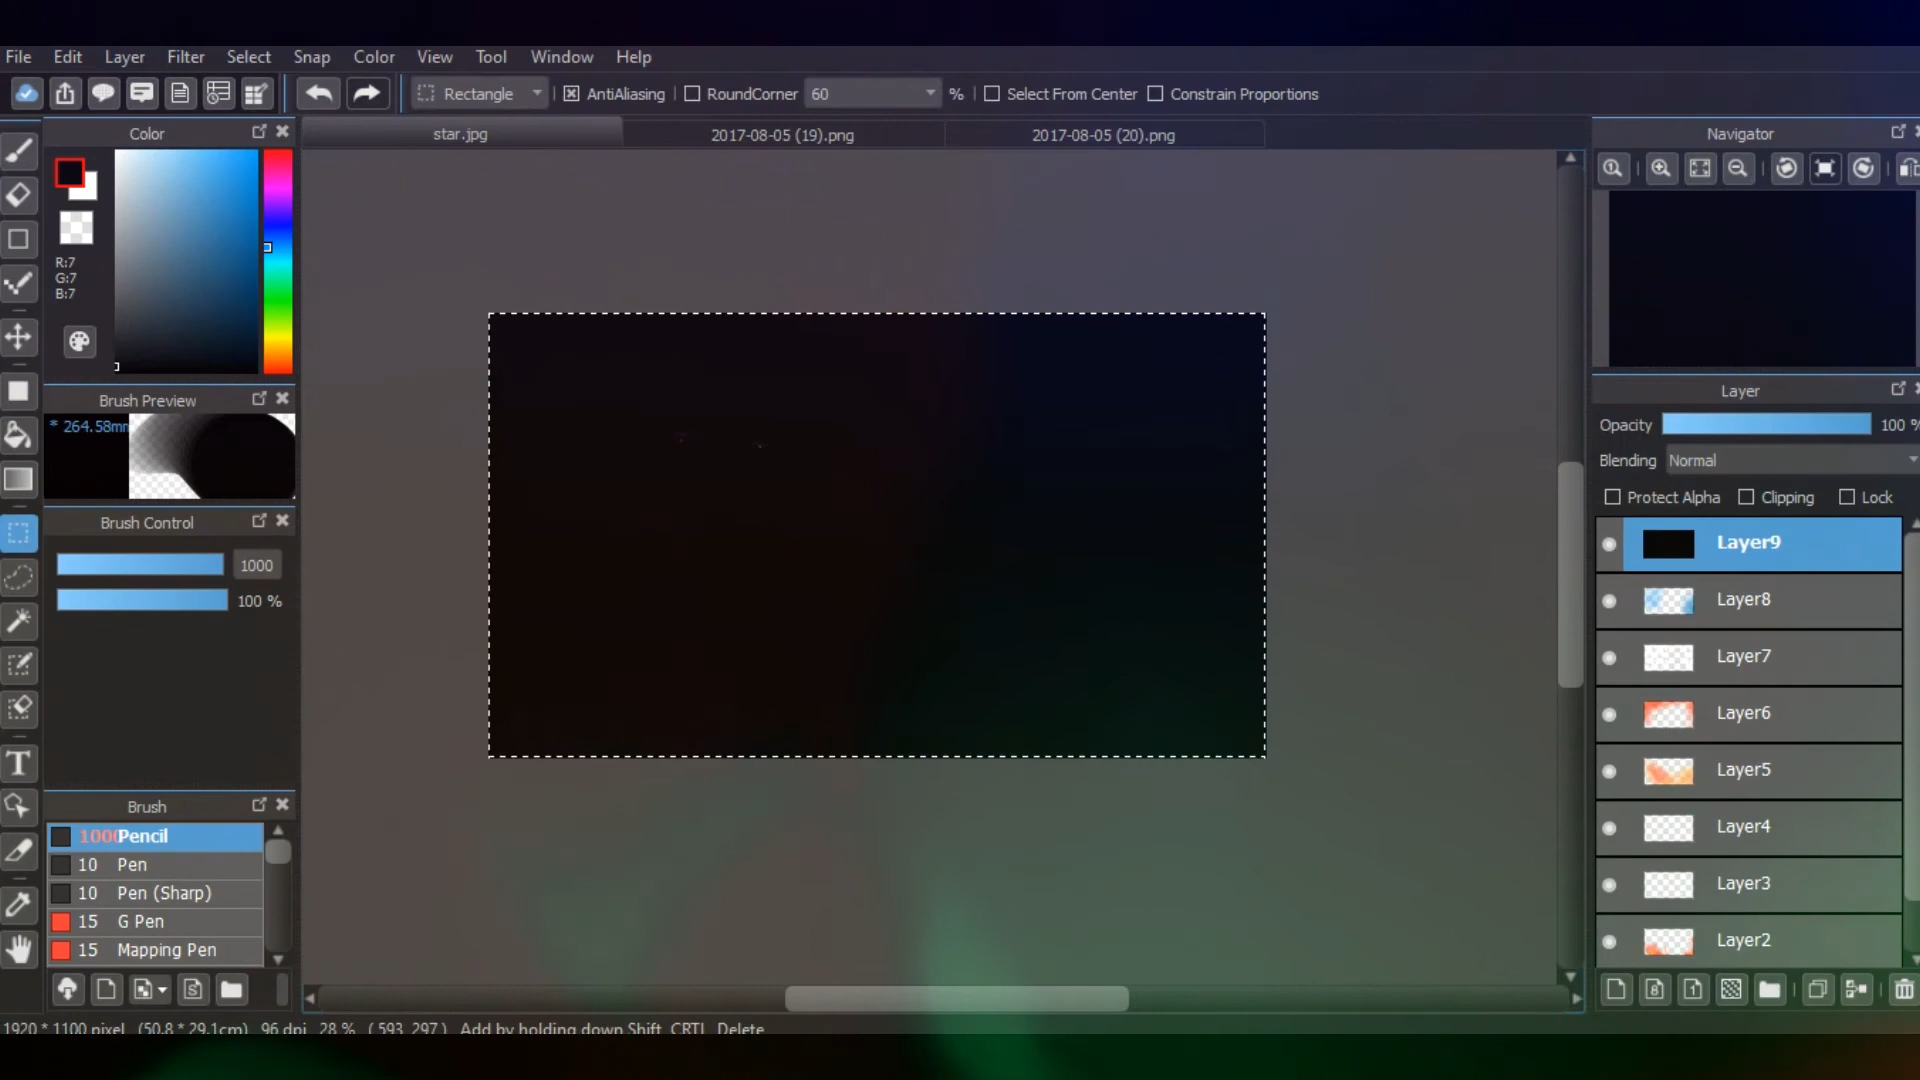 File Edit Layer Filter Select Snap Color View Tool Window Help
Rectangle AntiAliasing RoundCorner 60 % Select From Center Constrain Proportions
Color
star.jpg
2017-08-05 (19).png
2017-08-05 (20).png
Navigator
R:7
G:7
B:7
Brush Preview
* 264.58mm
Brush Control
1000
100 %
Brush
1000 Pencil
10 Pen
10 Pen (Sharp)
15 G Pen
15 Mapping Pen
Layer
Opacity 100 %
Blending Normal
Protect Alpha Clipping Lock
Layer9
Layer8
Layer7
Layer6
Layer5
Layer4
Layer3
Layer2
1920 * 1100 pixel (50.8 * 29.1cm) 96 dpi 28 % ( 593, 297 ) Add by holding down Shift, CRTL, Delete